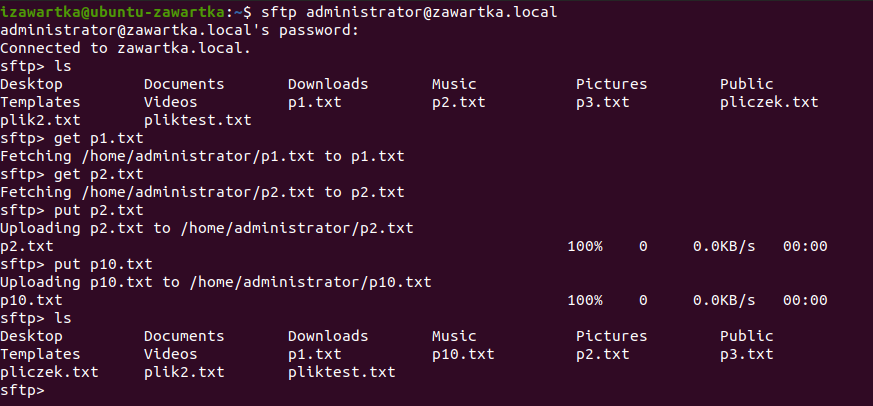 izawartka@ubuntu-zawartka:~$ sftp administrator@zawartka.local
administrator@zawartka.local's password:
Connected to zawartka.local.
sftp> ls
Desktop Documents Downloads Music Pictures Public
Templates Videos p1.txt p2.txt p3.txt pliczek.txt
plik2.txt pliktest.txt
sftp> get p1.txt
Fetching /home/administrator/p1.txt to p1.txt
sftp> get p2.txt
Fetching /home/administrator/p2.txt to p2.txt
sftp> put p2.txt
Uploading p2.txt to /home/administrator/p2.txt
p2.txt 100% 0 0.0KB/s 00:00
sftp> put p10.txt
Uploading p10.txt to /home/administrator/p10.txt
p10.txt 100% 0 0.0KB/s 00:00
sftp> ls
Desktop Documents Downloads Music Pictures Public
Templates Videos p1.txt p10.txt p2.txt p3.txt
pliczek.txt plik2.txt pliktest.txt
sftp>